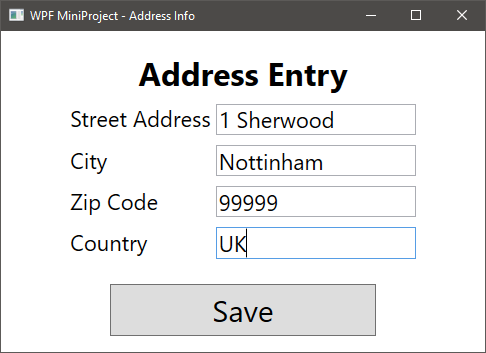 WPF MiniProject - Address Info
Address Entry
Street Address 1 Sherwood
City Nottinham
Zip Code 99999
Country UK
Save